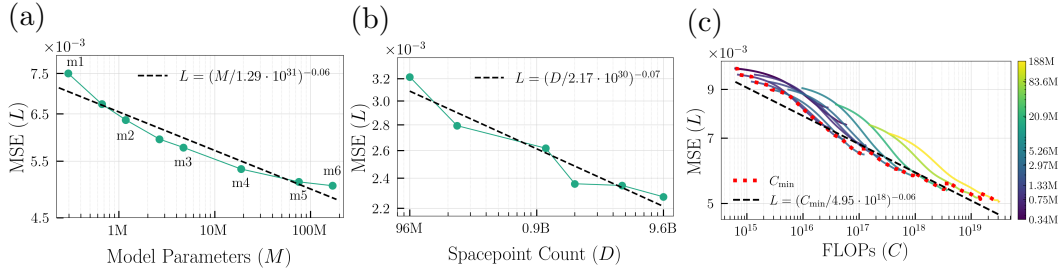 (a)
×10⁻³
MSE (L)
7.5
6.5
5.5
4.5
m1
m2
m3
m4
m5
m6
L = (M/1.29 · 10³¹)⁻⁰·⁰⁶
1M
10M
100M
Model Parameters (M)
(b)
×10⁻³
MSE (L)
3.2
3.0
2.8
2.6
2.4
2.2
L = (D/2.17 · 10³⁰)⁻⁰·⁰⁷
96M
0.9B
9.6B
Spacepoint Count (D)
(c)
×10⁻³
MSE (L)
9
7
5
C_min
L = (C_min/4.95 · 10¹⁸)⁻⁰·⁰⁶
10¹⁵
10¹⁶
10¹⁷
10¹⁸
10¹⁹
FLOPs (C)
188M
83.6M
20.9M
5.26M
2.97M
1.33M
0.75M
0.34M